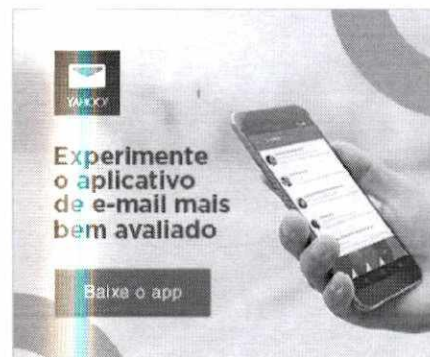 YAHOO!
Experimente
o aplicativo
de e-mail mais
bem avaliado
Baixe o app